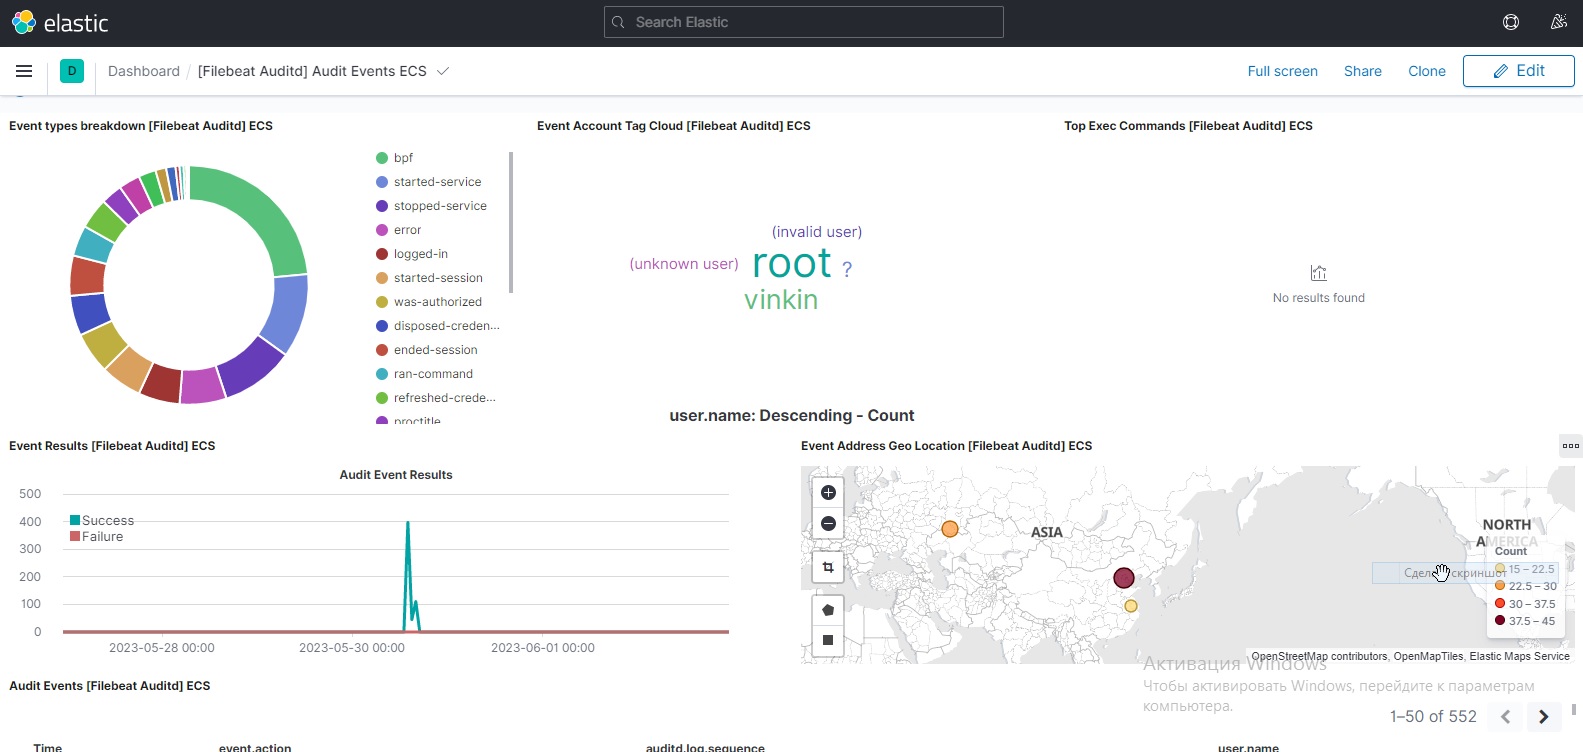 elastic
Search Elastic
D
Dashboard / [Filebeat Auditd] Audit Events ECS
Full screen
Share
Clone
Edit
Event types breakdown [Filebeat Auditd] ECS
bpf
started-service
stopped-service
error
logged-in
started-session
was-authorized
disposed-creden...
ended-session
ran-command
refreshed-crede...
proctitle
Event Account Tag Cloud [Filebeat Auditd] ECS
(invalid user)
(unknown user)
root
?
vinkin
user.name: Descending - Count
Top Exec Commands [Filebeat Auditd] ECS
No results found
Event Results [Filebeat Auditd] ECS
Audit Event Results
500
400
300
200
100
0
Success
Failure
2023-05-28 00:00
2023-05-30 00:00
2023-06-01 00:00
Event Address Geo Location [Filebeat Auditd] ECS
ASIA
NORTH
AMERICA
Count
15 – 22.5
22.5 – 30
30 – 37.5
37.5 – 45
скриншот
OpenStreetMap contributors, OpenMapTiles, Elastic Maps Service
Активация Windows
Чтобы активировать Windows, перейдите к параметрам
компьютера.
Audit Events [Filebeat Auditd] ECS
1–50 of 552
Time
event.action
auditd.log.sequence
user.name